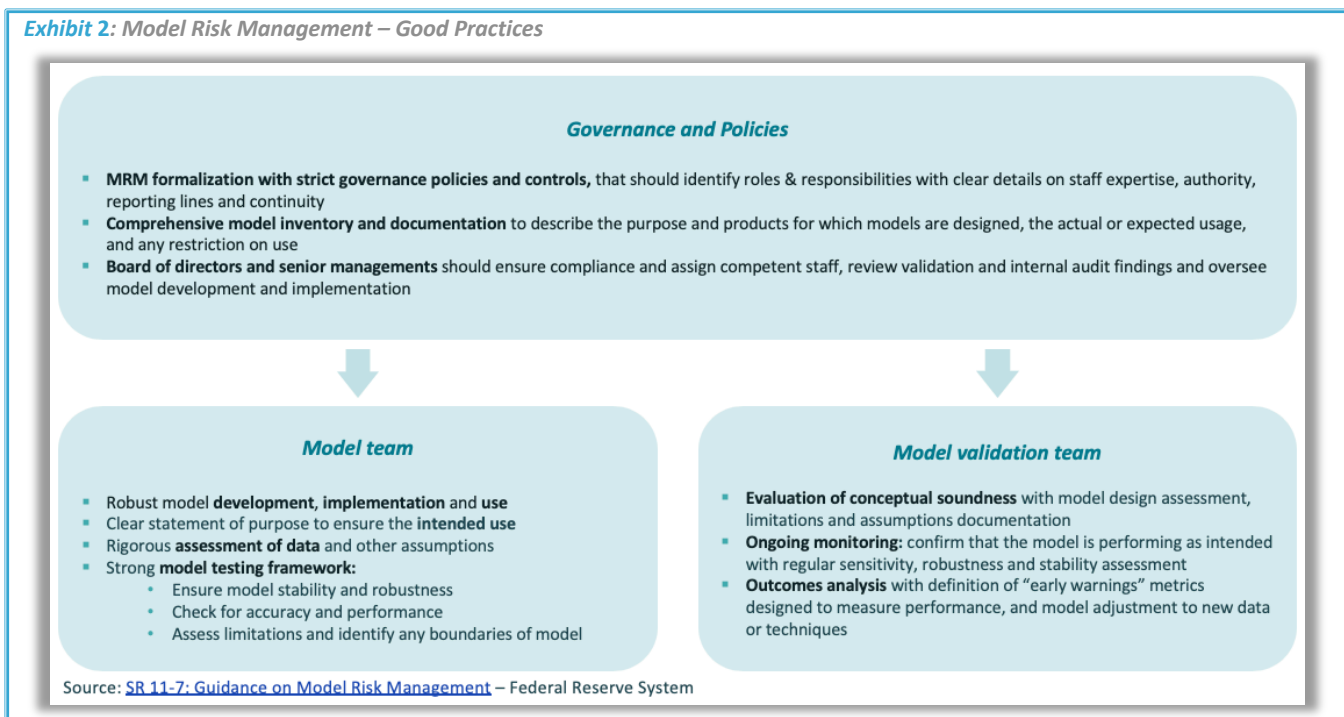 Exhibit 2: Model Risk Management – Good Practices
Governance and Policies
▪ MRM formalization with strict governance policies and controls, that should identify roles & responsibilities with clear details on staff expertise, authority,
reporting lines and continuity
▪ Comprehensive model inventory and documentation to describe the purpose and products for which models are designed, the actual or expected usage,
and any restriction on use
▪ Board of directors and senior managements should ensure compliance and assign competent staff, review validation and internal audit findings and oversee
model development and implementation
Model team
▪ Robust model development, implementation and use
▪ Clear statement of purpose to ensure the intended use
▪ Rigorous assessment of data and other assumptions
▪ Strong model testing framework:
• Ensure model stability and robustness
• Check for accuracy and performance
• Assess limitations and identify any boundaries of model
Model validation team
▪ Evaluation of conceptual soundness with model design assessment,
limitations and assumptions documentation
▪ Ongoing monitoring: confirm that the model is performing as intended
with regular sensitivity, robustness and stability assessment
▪ Outcomes analysis with definition of “early warnings” metrics
designed to measure performance, and model adjustment to new data
or techniques
Source: SR 11-7: Guidance on Model Risk Management – Federal Reserve System